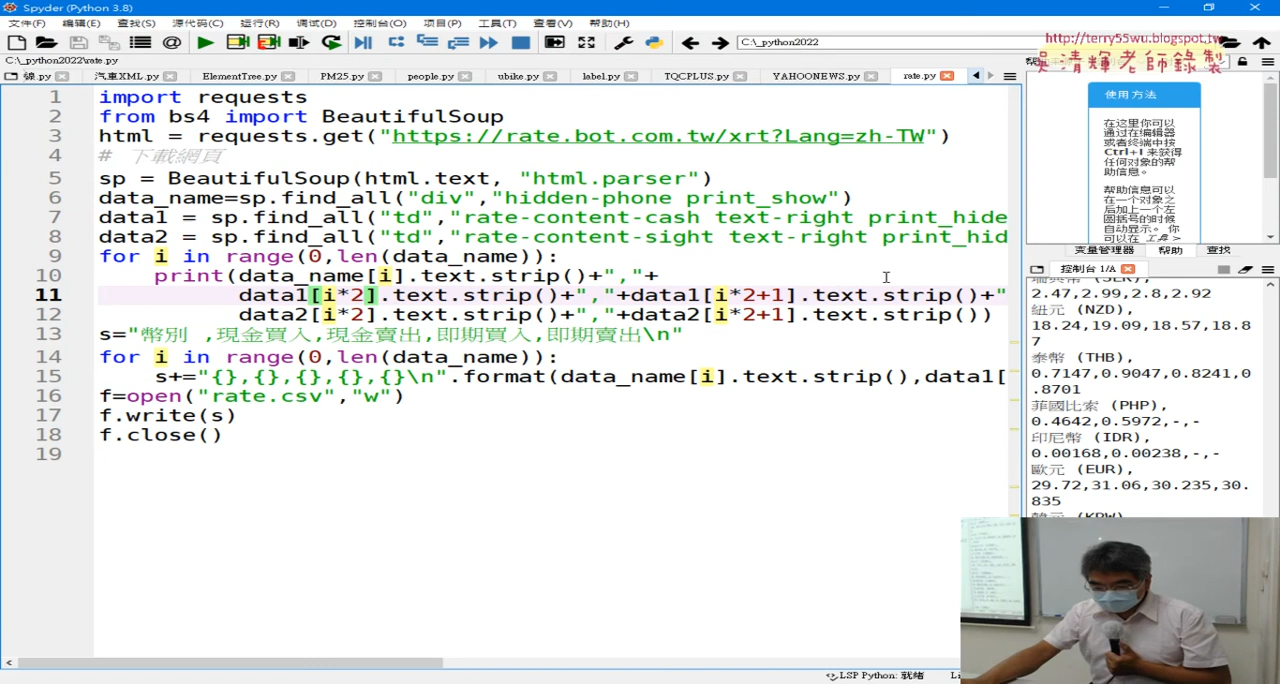 Spyder (Python 3.8)
文件(F) 编辑(E) 查找(S) 源代码(C) 运行(R) 调试(D) 控制台(O) 项目(P) 工具(T) 查看(V) 帮助(H)
C:\_python2022
http://terry55wu.blogspot.tw
吳清輝老師錄製
C:\_python2022\rate.py
線.py 汽車XML.py ElementTree.py PM25.py people.py ubike.py label.py TQCPLUS.py YAHOONEWS.py rate.py
1 import requests
2 from bs4 import BeautifulSoup
3 html = requests.get("https://rate.bot.com.tw/xrt?Lang=zh-TW")
4 # 下載網頁
5 sp = BeautifulSoup(html.text, "html.parser")
6 data_name=sp.find_all("div","hidden-phone print_show")
7 data1 = sp.find_all("td","rate-content-cash text-right print_hide
8 data2 = sp.find_all("td","rate-content-sight text-right print_hid
9 for i in range(0,len(data_name)):
10 print(data_name[i].text.strip()+","+
11 data1[i*2].text.strip()+","+data1[i*2+1].text.strip()+"
12 data2[i*2].text.strip()+","+data2[i*2+1].text.strip())
13 s="幣別 ,現金買入,現金賣出,即期買入,即期賣出\n"
14 for i in range(0,len(data_name)):
15 s+="{},{},{},{},{}\n".format(data_name[i].text.strip(),data1[
16 f=open("rate.csv","w")
17 f.write(s)
18 f.close()
19
使用方法
在这里你可以
通过在编辑器
或者终端中按
Ctrl+I 来获得
任何对象的帮
助信息。
帮助信息可以
在一个对象之
后加上一个左
圆括号的时候
自动显示。 你
可以在 工具 >
变量管理器 帮助 查找
控制台 1/A
2.47,2.99,2.8,2.92
紐元 (NZD),
18.24,19.09,18.57,18.8
7
泰幣 (THB),
0.7147,0.9047,0.8241,0
.8701
菲國比索 (PHP),
0.4642,0.5972,-,-
印尼幣 (IDR),
0.00168,0.00238,-,-
歐元 (EUR),
29.72,31.06,30.235,30.
835
LSP Python: 就绪